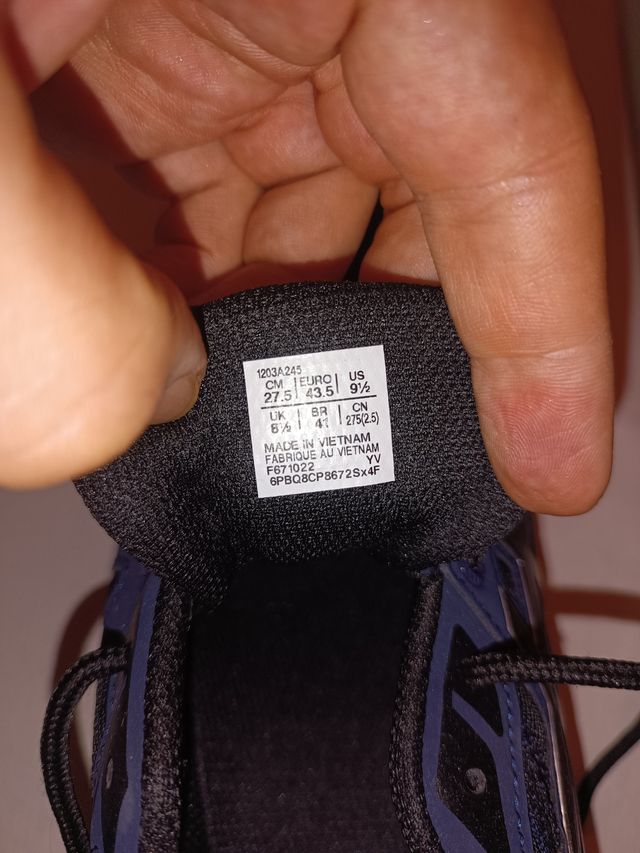 1203A245
CM EURO US
27.5 43.5 9½
UK BR CN
8½ 41 275(2.5)
MADE IN VIETNAM
FABRIQUE AU VIETNAM
F671022 YV
6PBQ8CP8672Sx4F